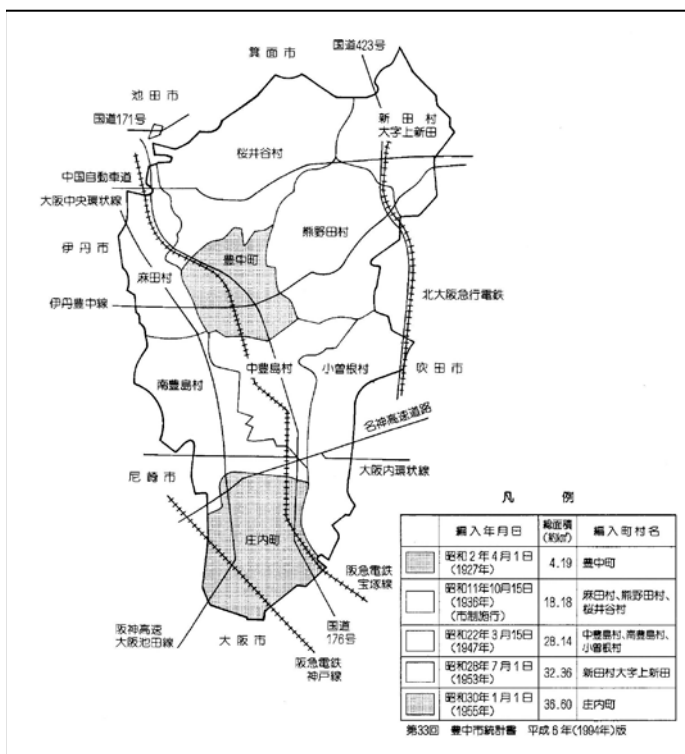 国道423号
箕面市
池田市
国道171号
新田村
大字上新田
桜井谷村
中国自動車道
大阪中央環状線
伊丹市
熊野田村
豊中町
麻田村
北大阪急行電鉄
伊丹豊中線
中豊島村
小曽根村
吹田市
南豊島村
名神高速道路
大阪内環状線
尼崎市
庄内町
阪急電鉄
宝塚線
国道
176号
阪神高速
大阪池田線
大阪市
阪急電鉄
神戸線
凡例
編入年月日 総面積(約㎢) 編入町村名
昭和2年4月1日(1927年) 4.19 豊中町
昭和11年10月15日(1936年)(市制施行) 18.18 麻田村、熊野田村、桜井谷村
昭和22年3月15日(1947年) 28.14 中豊島村、南豊島村、小曽根村
昭和28年7月1日(1953年) 32.36 新田村大字上新田
昭和30年1月1日(1955年) 36.60 庄内町
第33回 豊中市統計書 平成6年(1994年)版